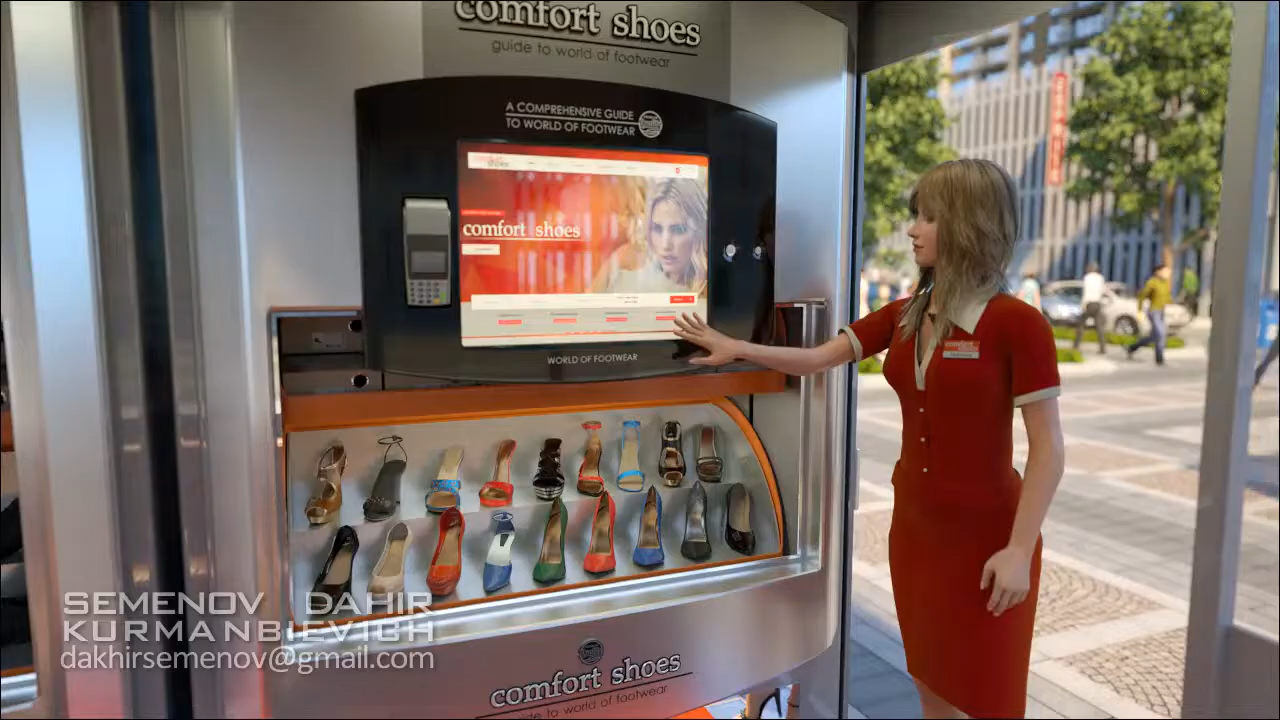 comfort shoes
guide to world of footwear
A COMPREHENSIVE GUIDE
TO WORLD OF FOOTWEAR
comfort shoes
WORLD OF FOOTWEAR
SEMENOV DAHIR
KURMANBIEVICH
dakhirsemenov@gmail.com
comfort shoes
guide to world of footwear